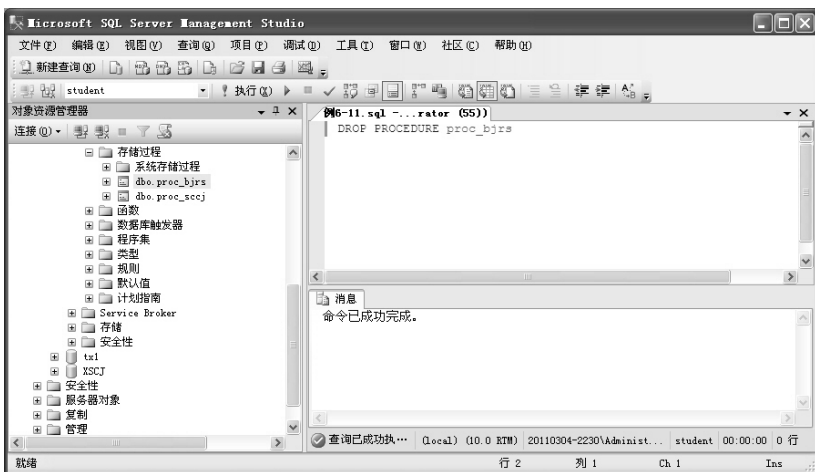 Microsoft SQL Server Management Studio
文件(F) 编辑(E) 视图(V) 查询(Q) 项目(P) 调试(D) 工具(T) 窗口(W) 社区(C) 帮助(H)
新建查询(N)
student 执行(X)
对象资源管理器
连接(O)
存储过程
系统存储过程
dbo.proc_bjrs
dbo.proc_sccj
函数
数据库触发器
程序集
类型
规则
默认值
计划指南
Service Broker
存储
安全性
tx1
XSCJ
安全性
服务器对象
复制
管理
例6-11.sql -...rator (55))
DROP PROCEDURE proc_bjrs
消息
命令已成功完成。
查询已成功执… (local) (10.0 RTM) 20110304-2230\Administ... student 00:00:00 0 行
就绪 行 2 列 1 Ch 1 Ins